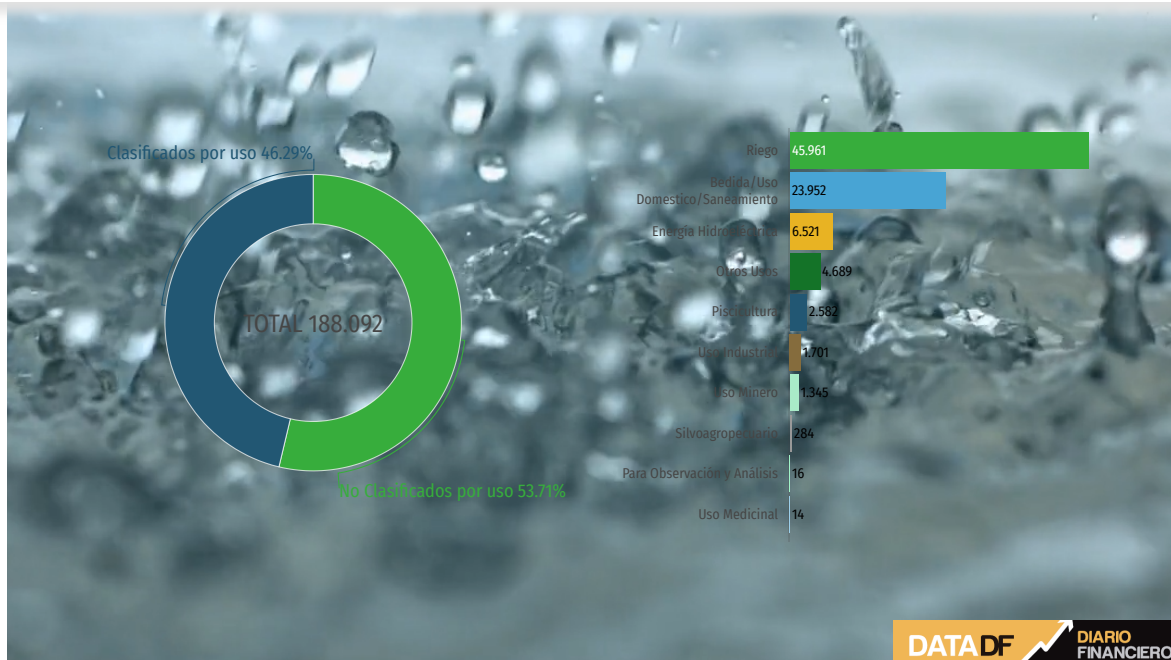 Clasificados por uso 46.29%
TOTAL 188.092
No Clasificados por uso 53.71%
Riego 45.961
Bedida/Uso
Domestico/Saneamiento 23.952
Energía Hidroeléctrica 6.521
Otros Usos 4.689
Piscicultura 2.582
Uso Industrial 1.701
Uso Minero 1.345
Silvoagropecuario 284
Para Observación y Análisis 16
Uso Medicinal 14
DATA DF
DIARIO
FINANCIERO